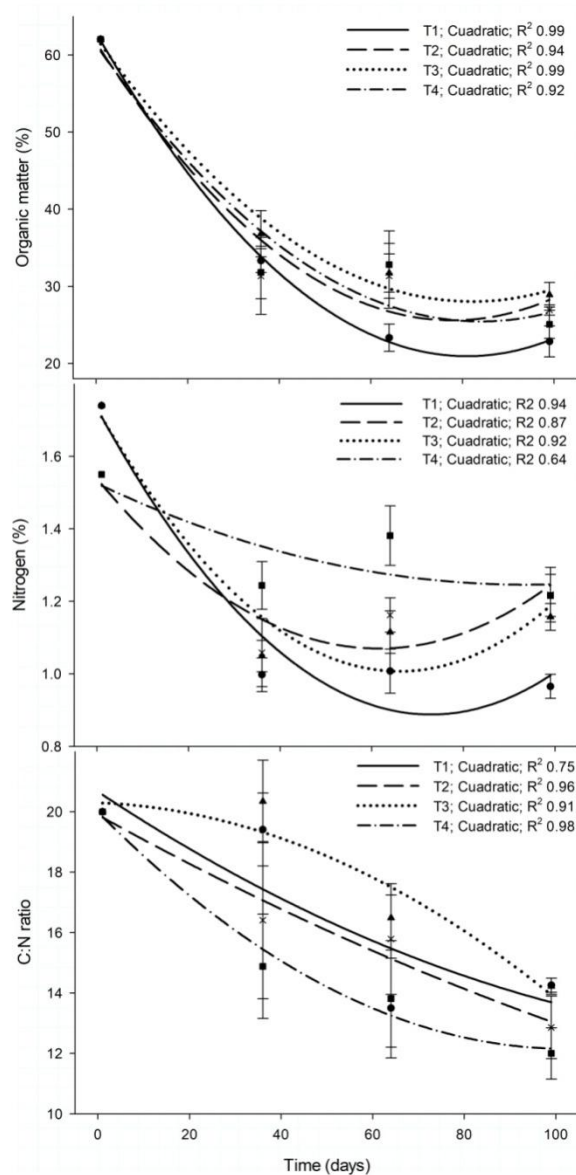 T1; Cuadratic; R² 0.99
T2; Cuadratic; R² 0.94
T3; Cuadratic; R² 0.99
T4; Cuadratic; R² 0.92
60
50
40
30
20
Organic matter (%)
T1; Cuadratic; R2 0.94
T2; Cuadratic; R2 0.87
T3; Cuadratic; R2 0.92
T4; Cuadratic; R2 0.64
1.6
1.4
1.2
1.0
0.8
Nitrogen (%)
T1; Cuadratic; R² 0.75
T2; Cuadratic; R² 0.96
T3; Cuadratic; R² 0.91
T4; Cuadratic; R² 0.98
20
18
16
14
12
10
C:N ratio
0 20 40 60 80 100
Time (days)